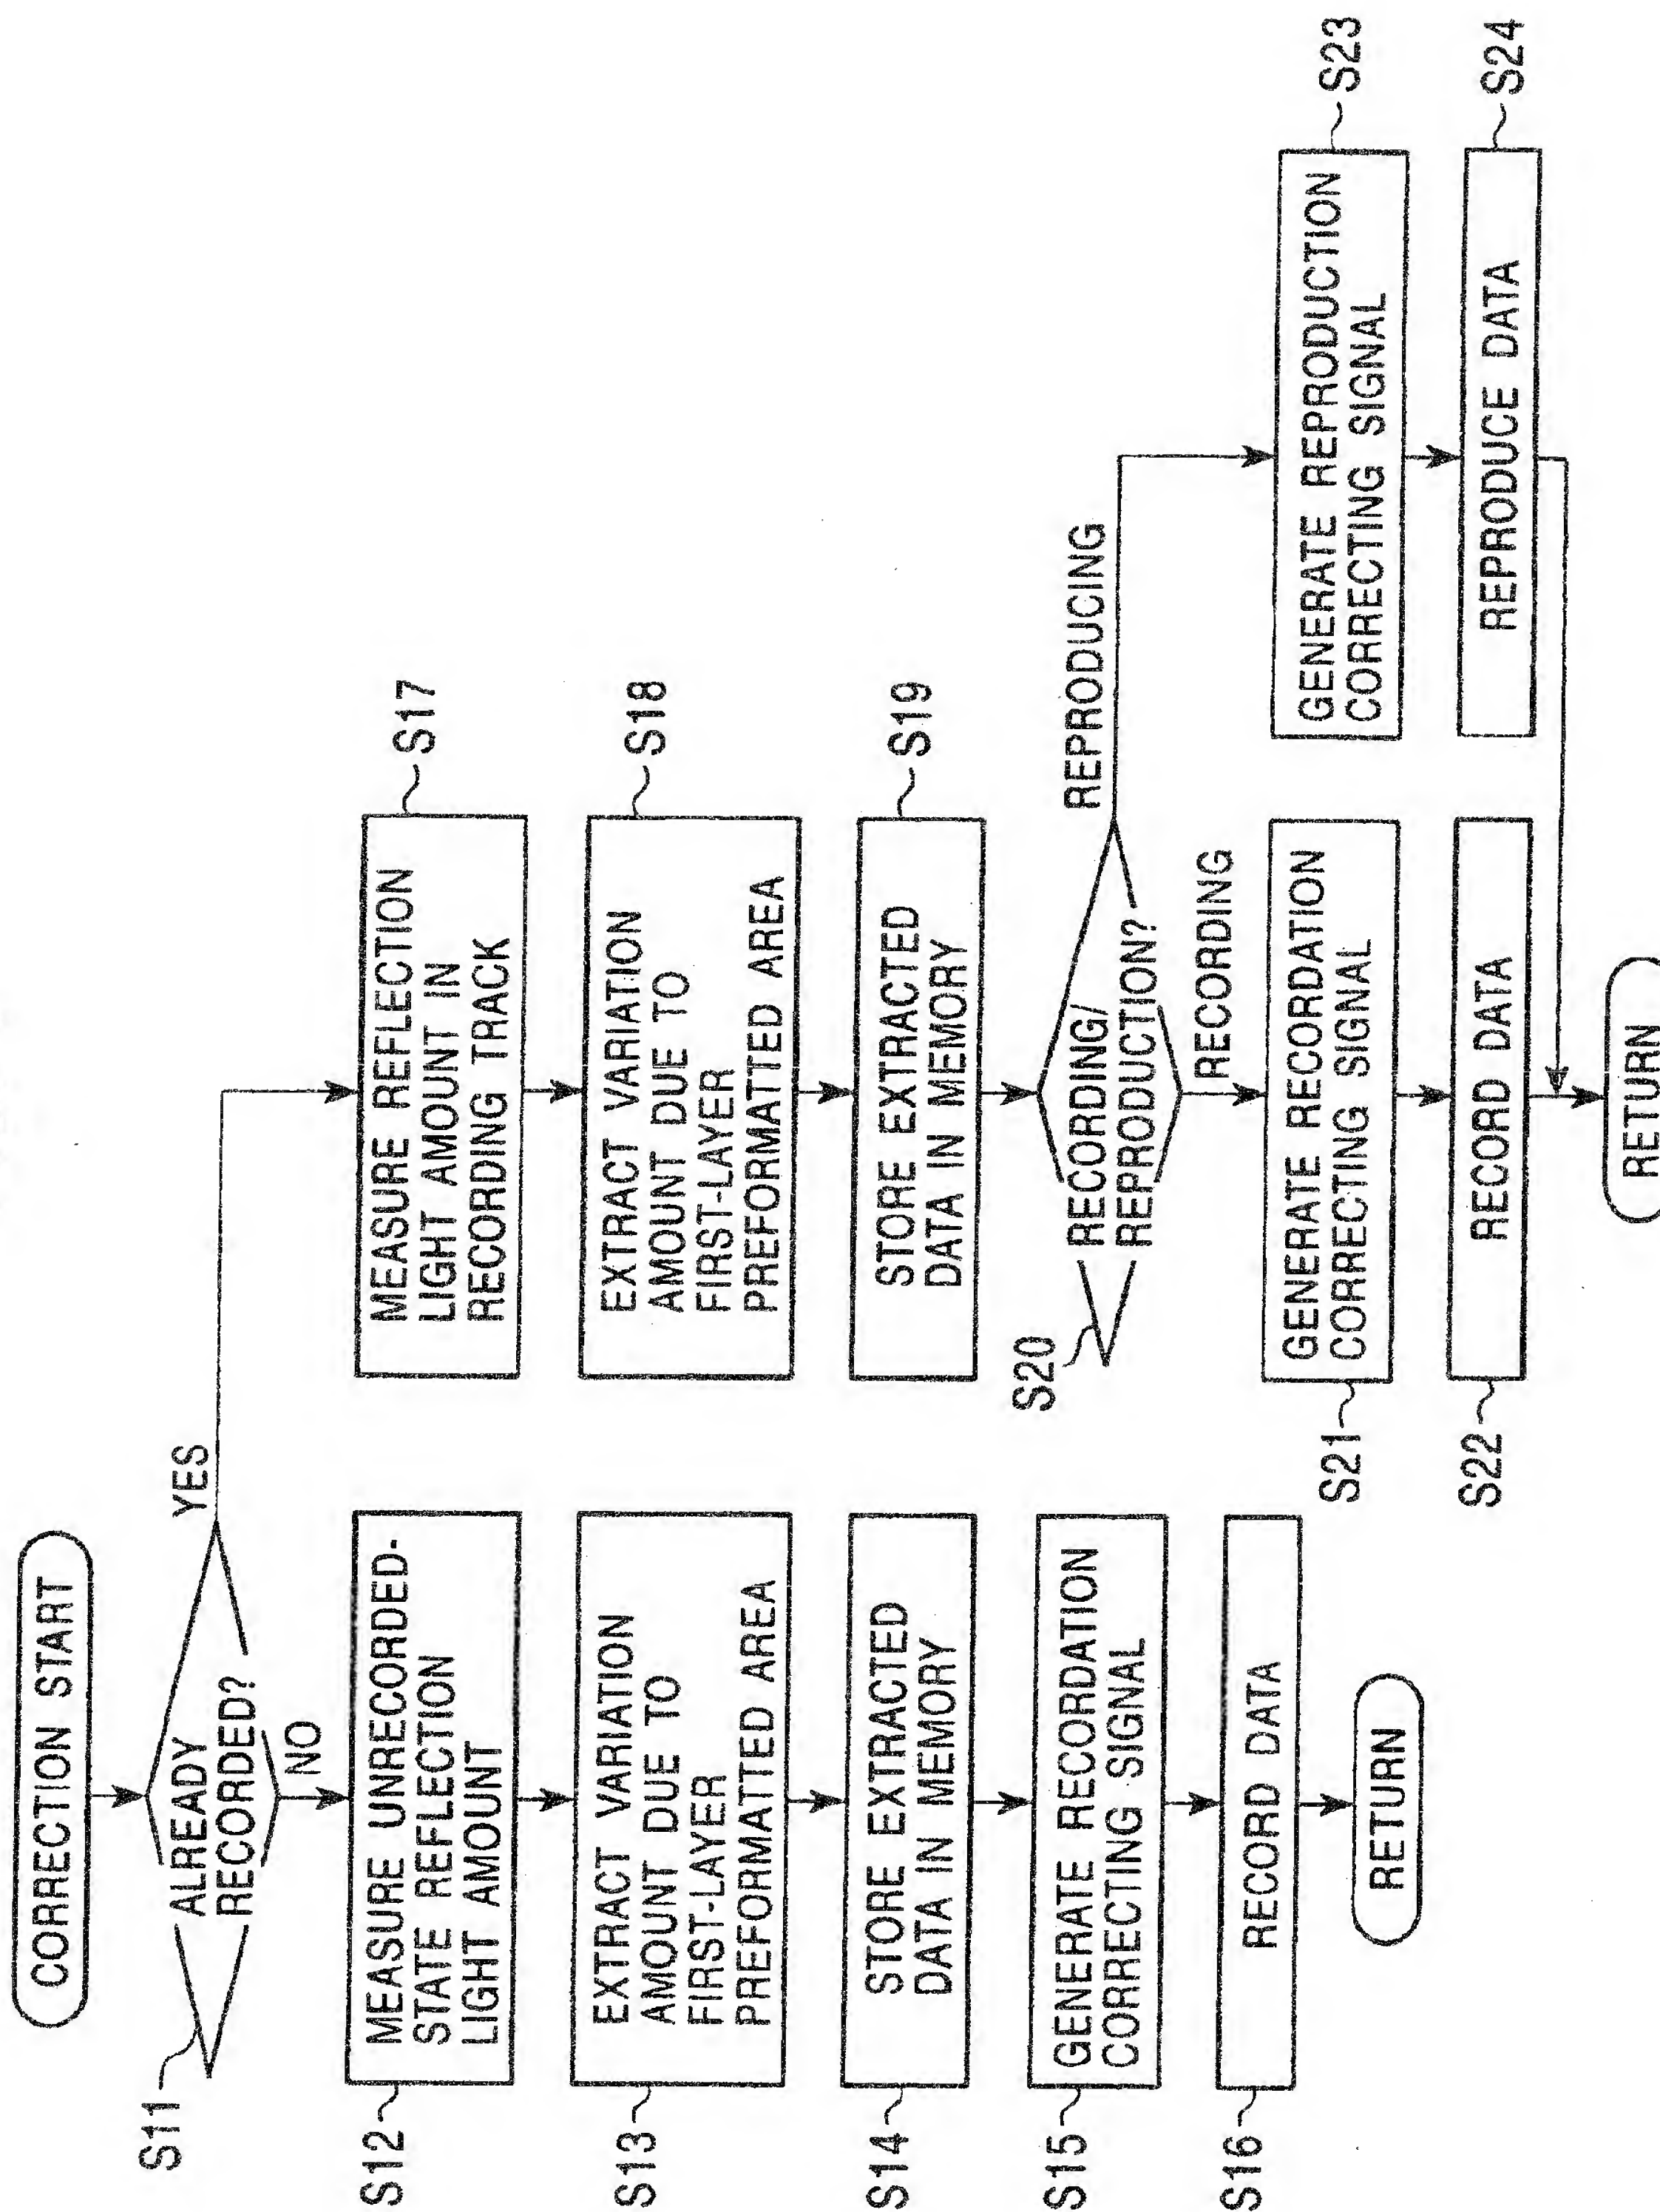 CORRECTION START
S11
ALREADY
RECORDED?
YES
NO
S12
MEASURE UNRECORDED-
STATE REFLECTION
LIGHT AMOUNT
S13
EXTRACT VARIATION
AMOUNT DUE TO
FIRST-LAYER
PREFORMATTED AREA
S14
STORE EXTRACTED
DATA IN MEMORY
S15
GENERATE RECORDATION
CORRECTING SIGNAL
S16
RECORD DATA
RETURN
S17
MEASURE REFLECTION
LIGHT AMOUNT IN
RECORDING TRACK
S18
EXTRACT VARIATION
AMOUNT DUE TO
FIRST-LAYER
PREFORMATTED AREA
S19
STORE EXTRACTED
DATA IN MEMORY
S20
RECORDING/
REPRODUCTION?
REPRODUCING
RECORDING
S21
GENERATE RECORDATION
CORRECTING SIGNAL
S22
RECORD DATA
S23
GENERATE REPRODUCTION
CORRECTING SIGNAL
S24
REPRODUCE DATA
RETURN